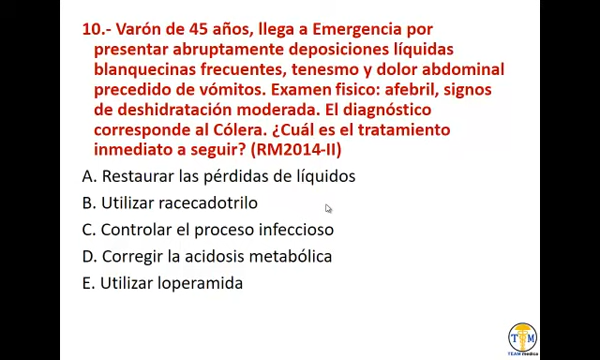 10.- Varón de 45 años, llega a Emergencia por
presentar abruptamente deposiciones líquidas
blanquecinas frecuentes, tenesmo y dolor abdominal
precedido de vómitos. Examen fisico: afebril, signos
de deshidratación moderada. El diagnóstico
corresponde al Cólera. ¿Cuál es el tratamiento
inmediato a seguir? (RM2014-II)
A. Restaurar las pérdidas de líquidos
B. Utilizar racecadotrilo
C. Controlar el proceso infeccioso
D. Corregir la acidosis metabólica
E. Utilizar loperamida
T M
TEAM medica